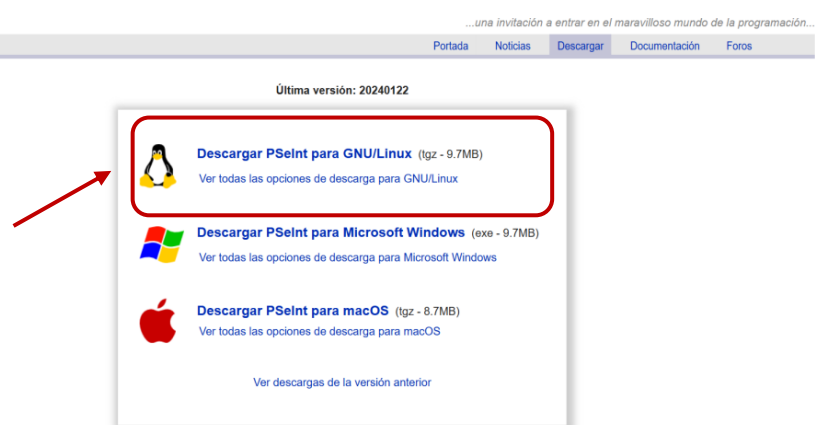 ...una invitación a entrar en el maravilloso mundo de la programación...
Portada Noticias Descargar Documentación Foros
Última versión: 20240122
Descargar PSeInt para GNU/Linux (tgz - 9.7MB)
Ver todas las opciones de descarga para GNU/Linux
Descargar PSeInt para Microsoft Windows (exe - 9.7MB)
Ver todas las opciones de descarga para Microsoft Windows
Descargar PSeInt para macOS (tgz - 8.7MB)
Ver todas las opciones de descarga para macOS
Ver descargas de la versión anterior